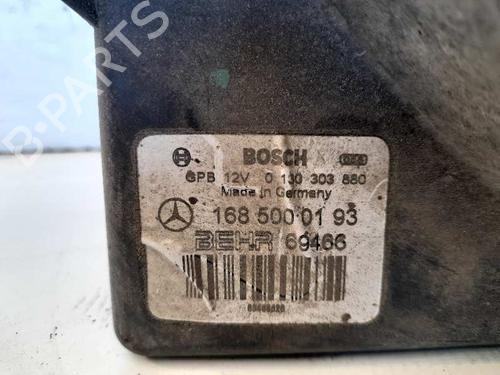 B-PARTS
BOSCH
GPB 12V 0 130 303 880
Made in Germany
168 500 01 93
BEHR 69466